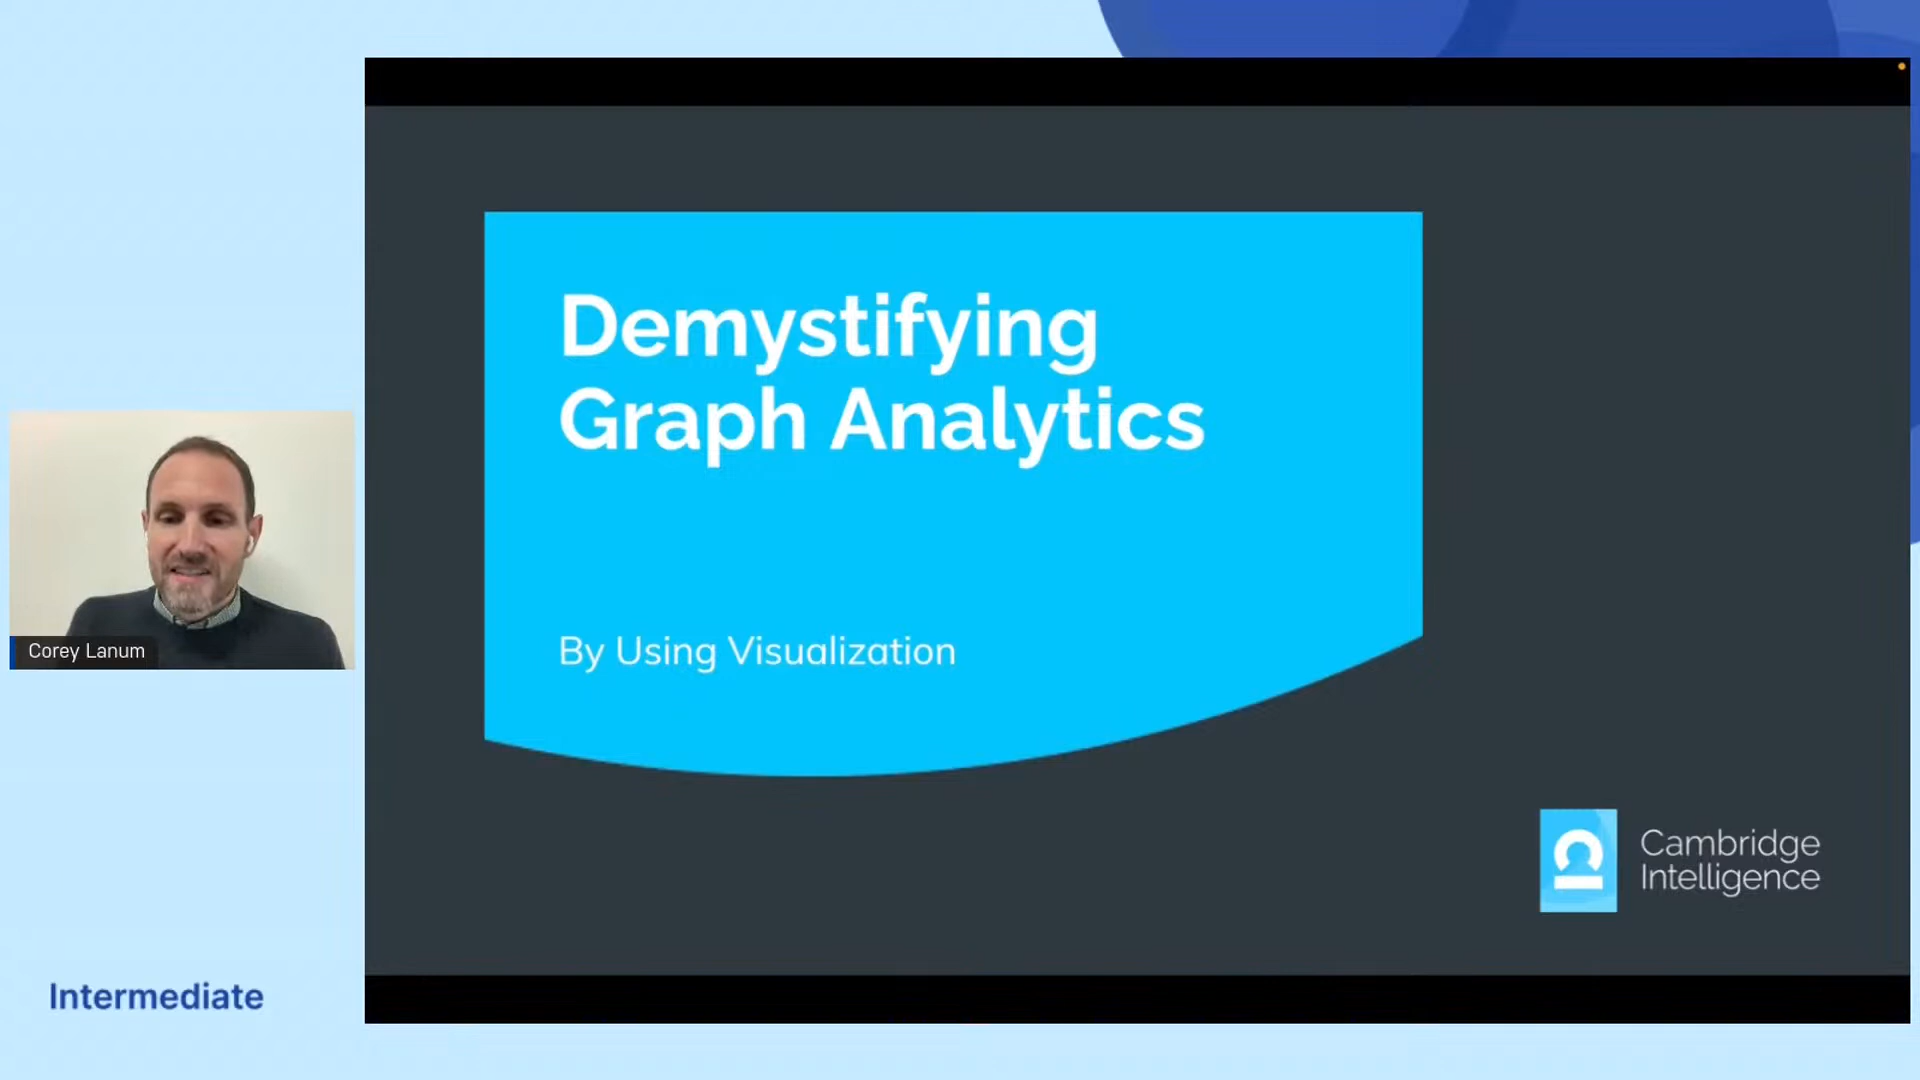 Demystifying
Graph Analytics
By Using Visualization
Corey Lanum
Cambridge
Intelligence
Intermediate